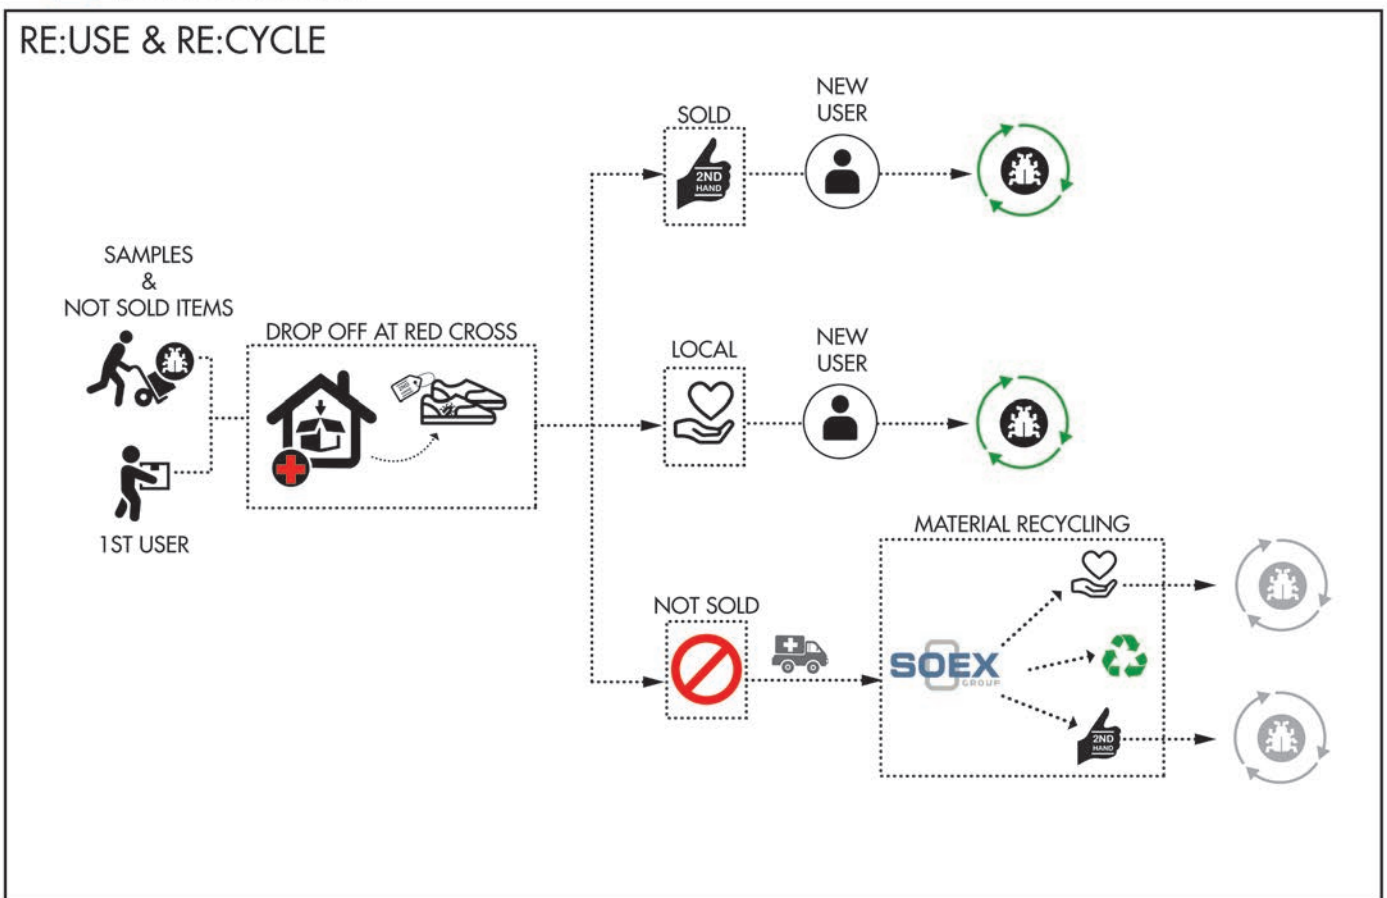 RE:USE & RE:CYCLE
SAMPLES
&
NOT SOLD ITEMS
1ST USER
DROP OFF AT RED CROSS
SOLD
2ND
HAND
NEW
USER
LOCAL
NEW
USER
NOT SOLD
MATERIAL RECYCLING
SOEX
GROUP
2ND
HAND